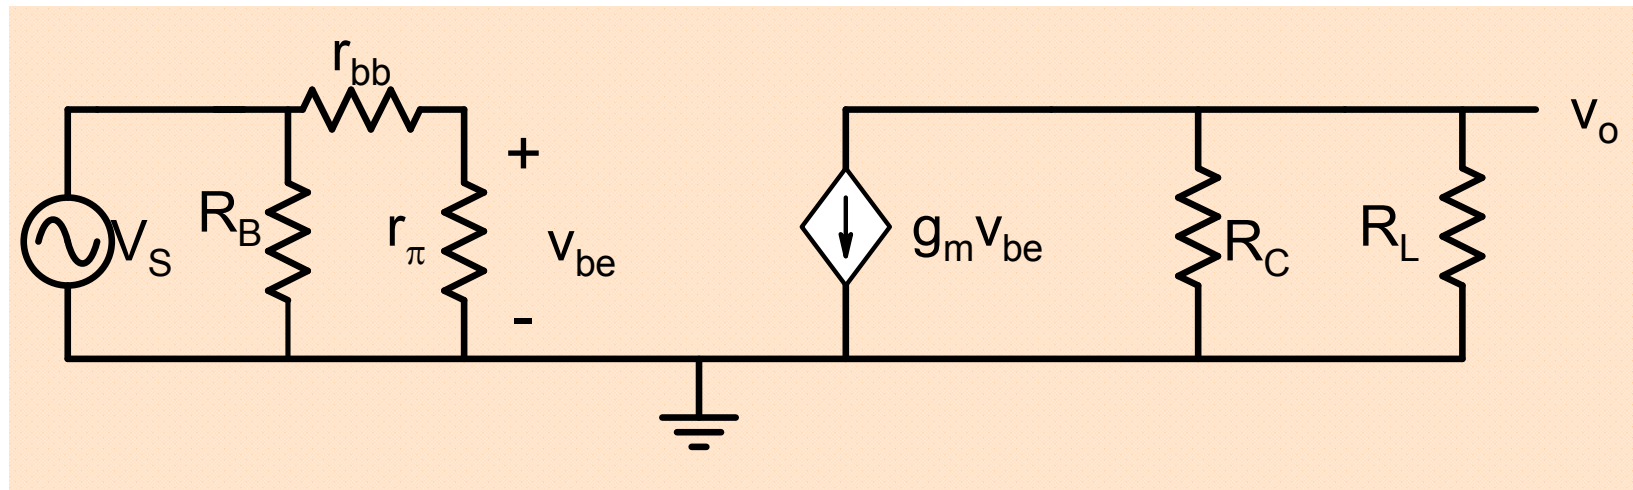 r_bb
+
v_o
V_S
R_B
r_π
v_be
g_m v_be
R_C
R_L
-